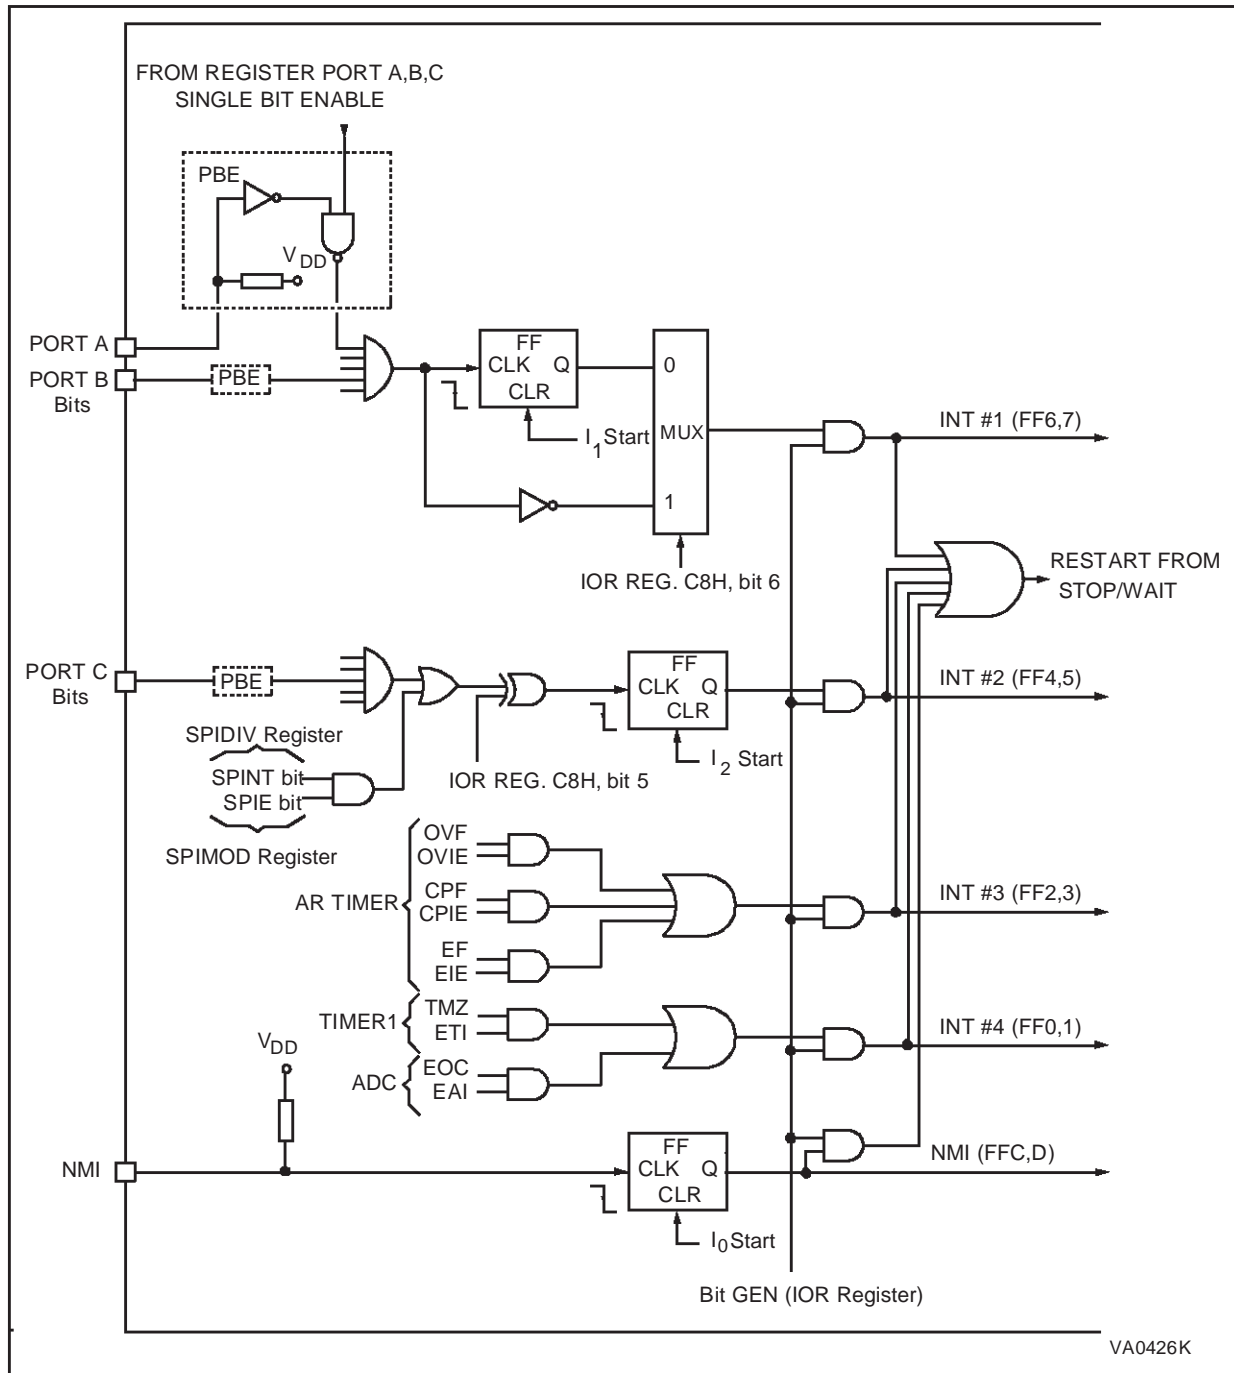 FROM REGISTER PORT A,B,C
SINGLE BIT ENABLE
PBE
VDD
PORT A
PORT B
Bits
PBE
FF
CLK Q
CLR
I1 Start
0
MUX
1
IOR REG. C8H, bit 6
INT #1 (FF6,7)
RESTART FROM
STOP/WAIT
PORT C
Bits
PBE
FF
CLK Q
CLR
I2 Start
INT #2 (FF4,5)
SPIDIV Register
SPINT bit
SPIE bit
SPIMOD Register
IOR REG. C8H, bit 5
AR TIMER
OVF
OVIE
CPF
CPIE
EF
EIE
INT #3 (FF2,3)
TIMER1
TMZ
ETI
ADC
EOC
EAI
INT #4 (FF0,1)
VDD
NMI
FF
CLK Q
CLR
I0 Start
NMI (FFC,D)
Bit GEN (IOR Register)
VA0426K